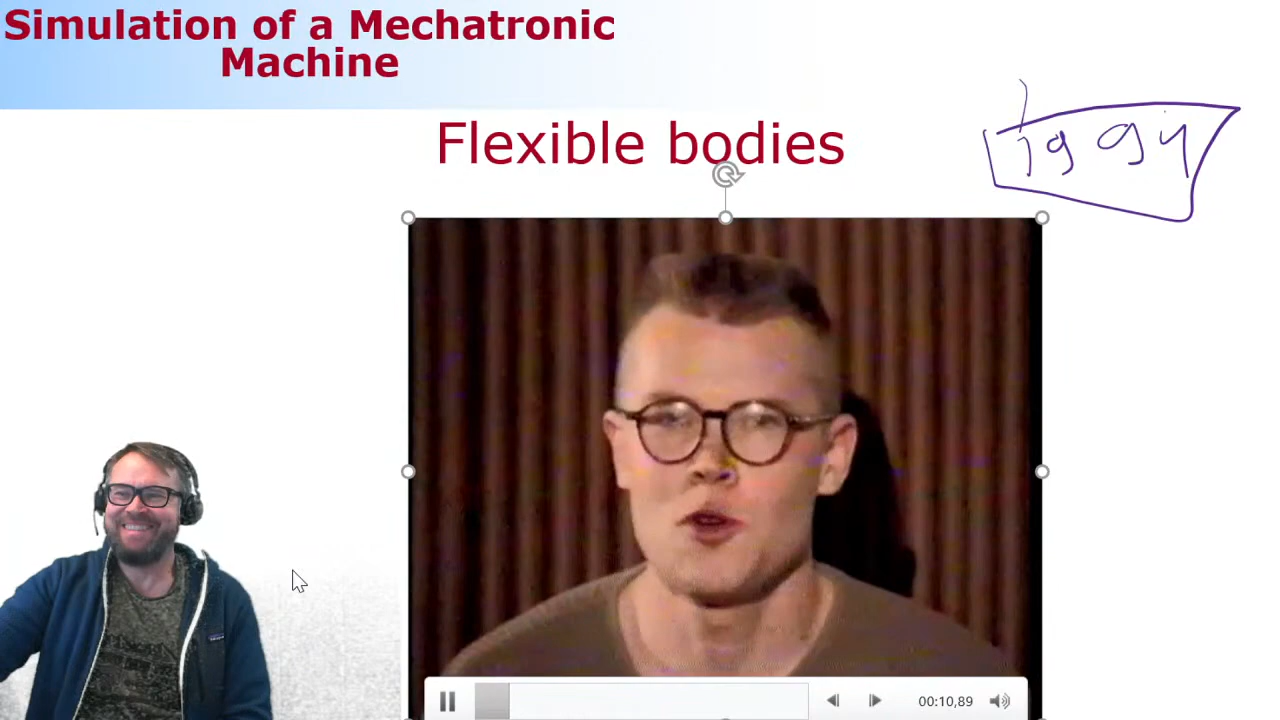 Simulation of a Mechatronic
Machine
Flexible bodies
1994
00:10,89